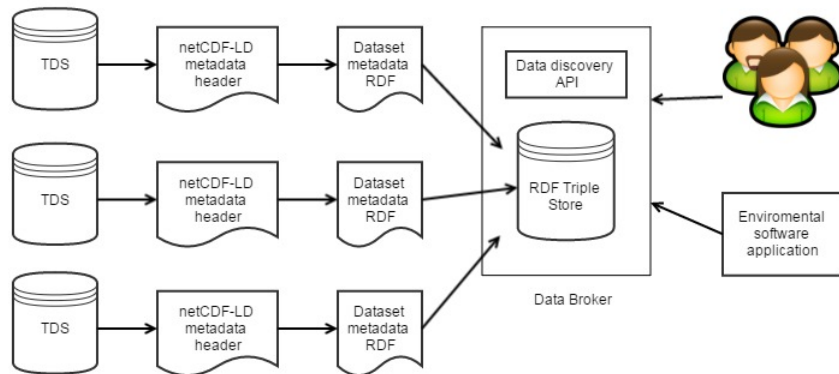 TDS
netCDF-LD
metadata
header
Dataset
metadata
RDF
Data discovery
API
TDS
netCDF-LD
metadata
header
Dataset
metadata
RDF
RDF Triple
Store
Enviromental
software
application
TDS
netCDF-LD
metadata
header
Dataset
metadata
RDF
Data Broker